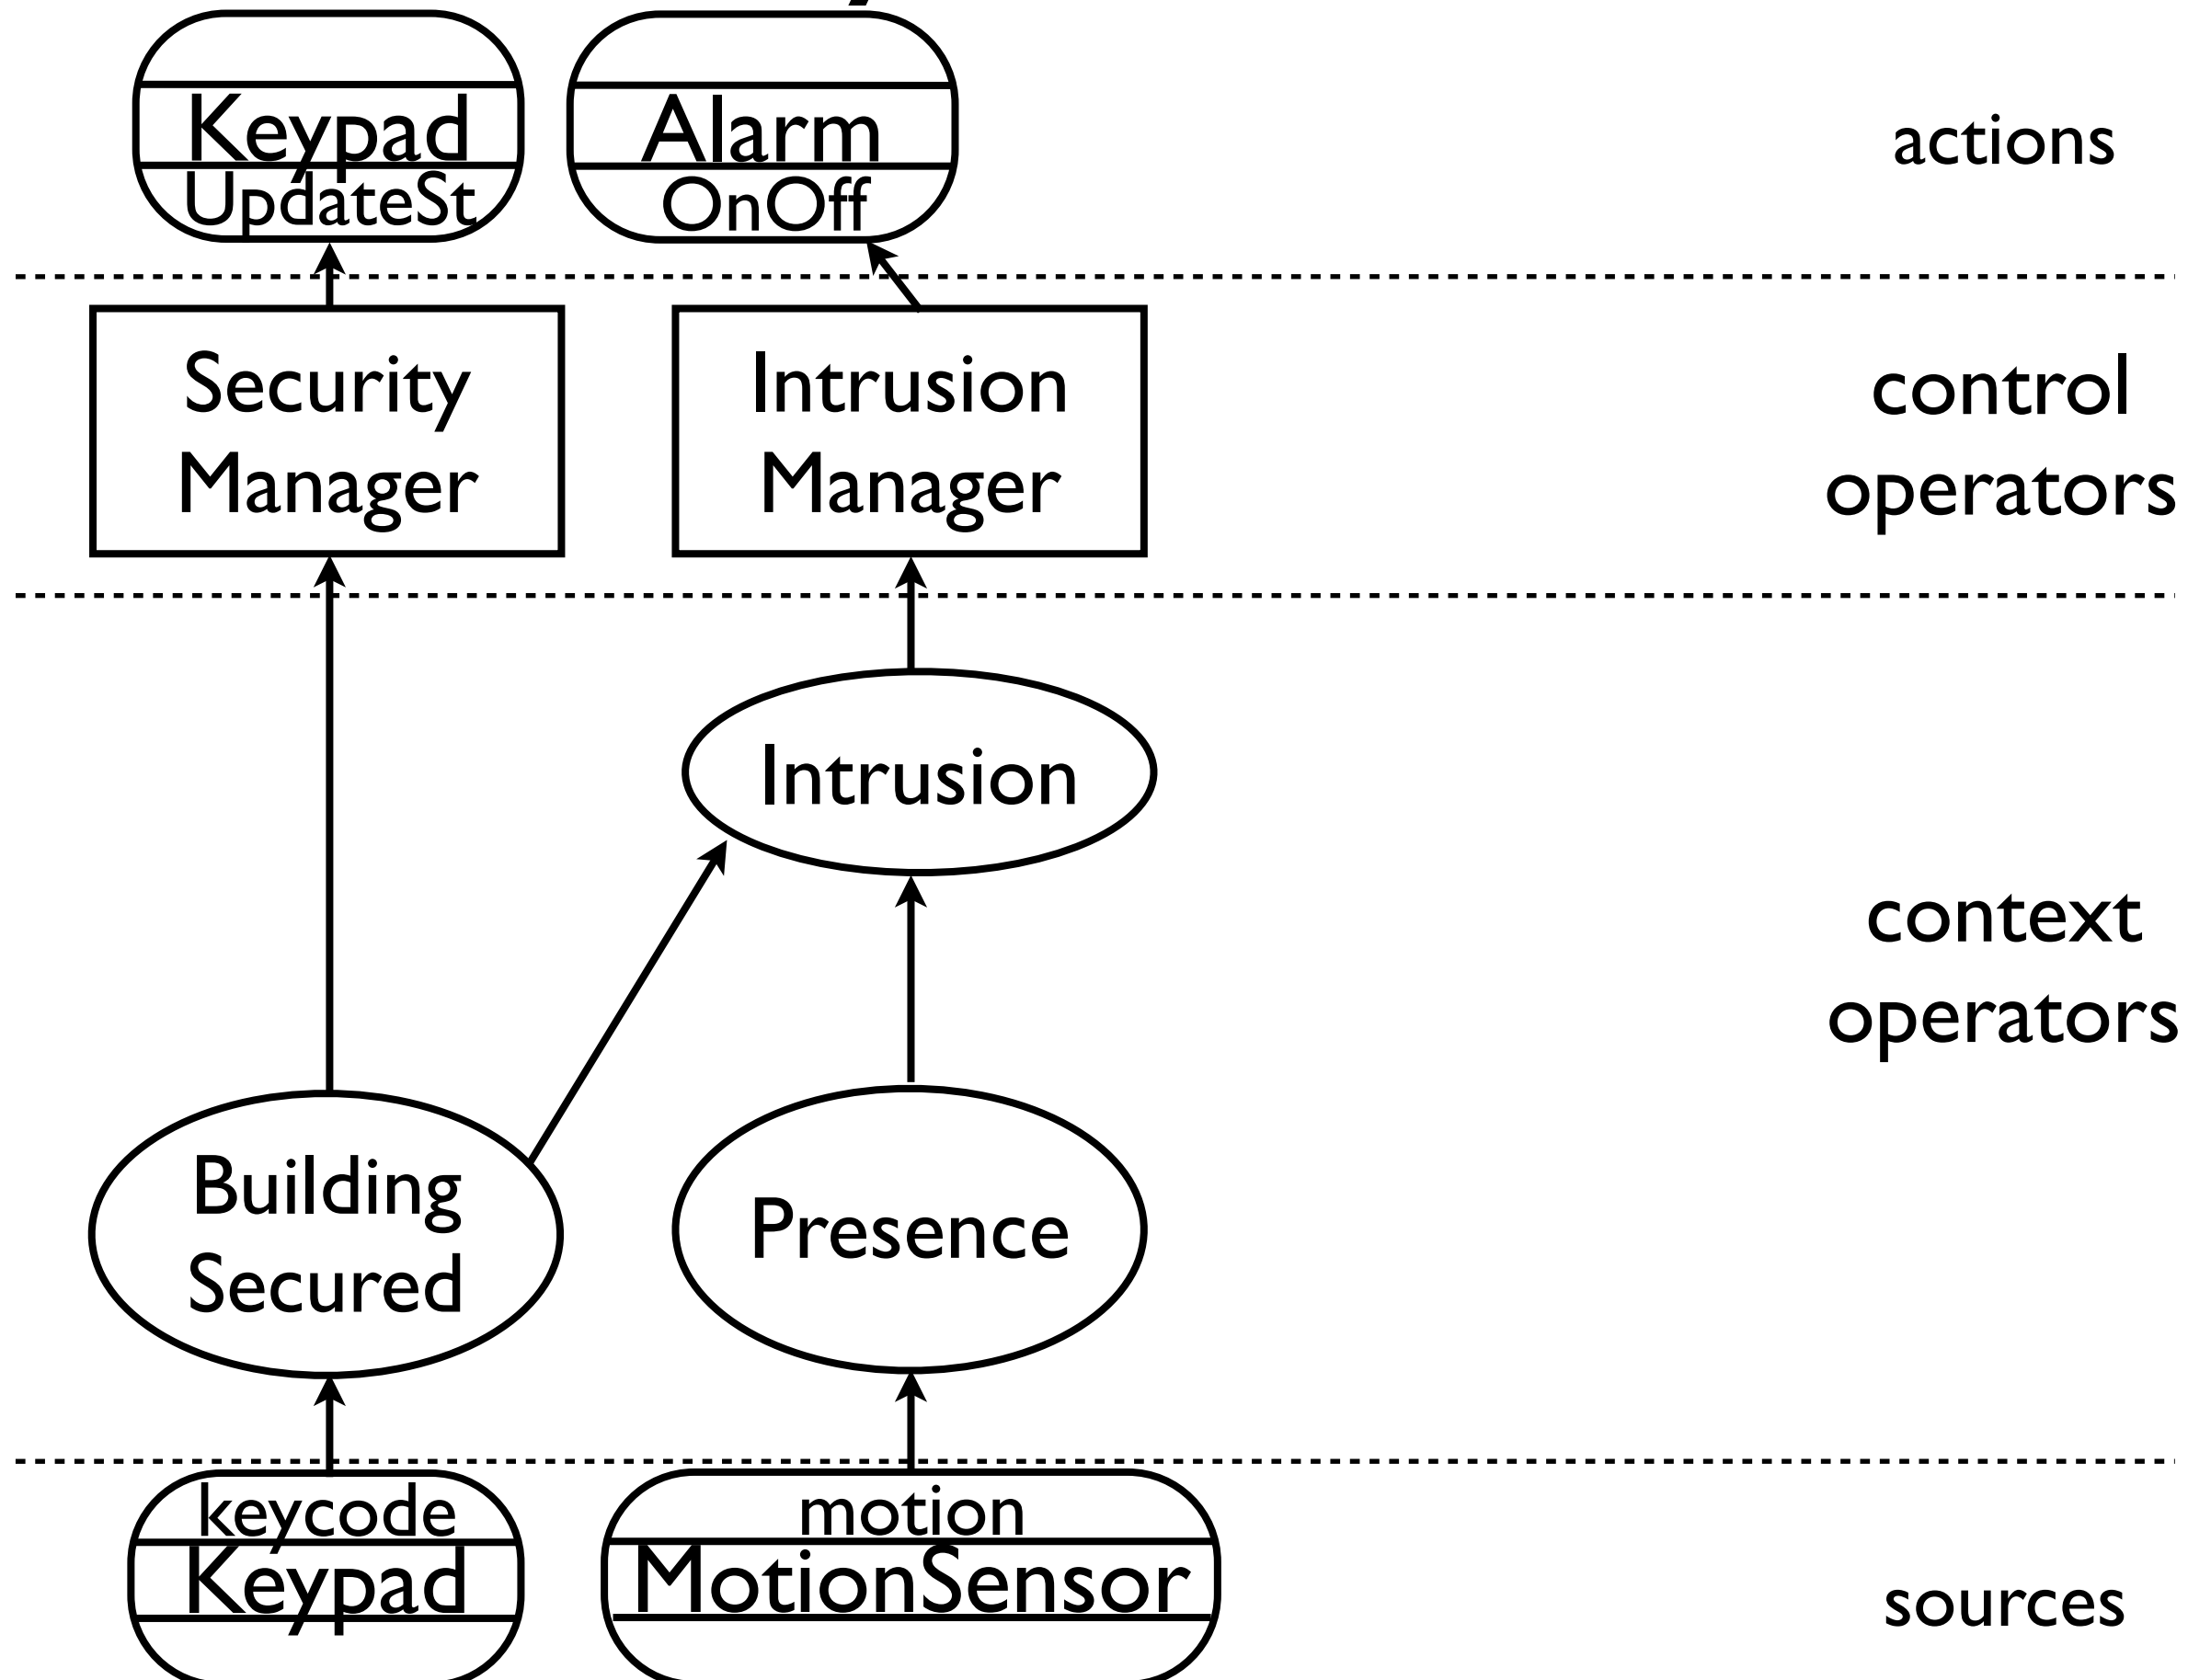 Keypad
UpdateSt
Alarm
OnOff
actions
Security
Manager
Intrusion
Manager
control
operators
Intrusion
context
operators
Building
Secured
Presence
keycode
Keypad
motion
MotionSensor
sources